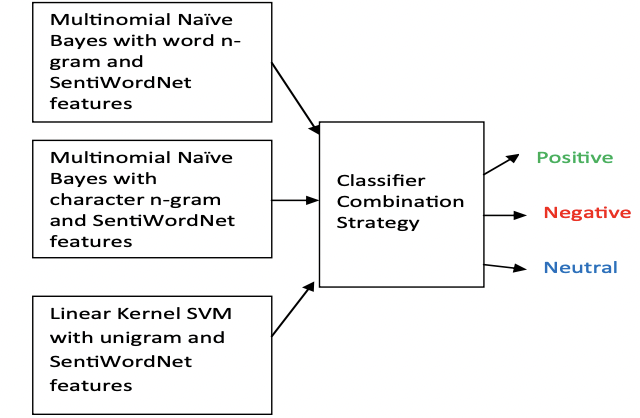 Multinomial Naïve
Bayes with word n-
gram and
SentiWordNet
features
Multinomial Naïve
Bayes with
character n-gram
and SentiWordNet
features
Linear Kernel SVM
with unigram and
SentiWordNet
features
Classifier
Combination
Strategy
Positive
Negative
Neutral